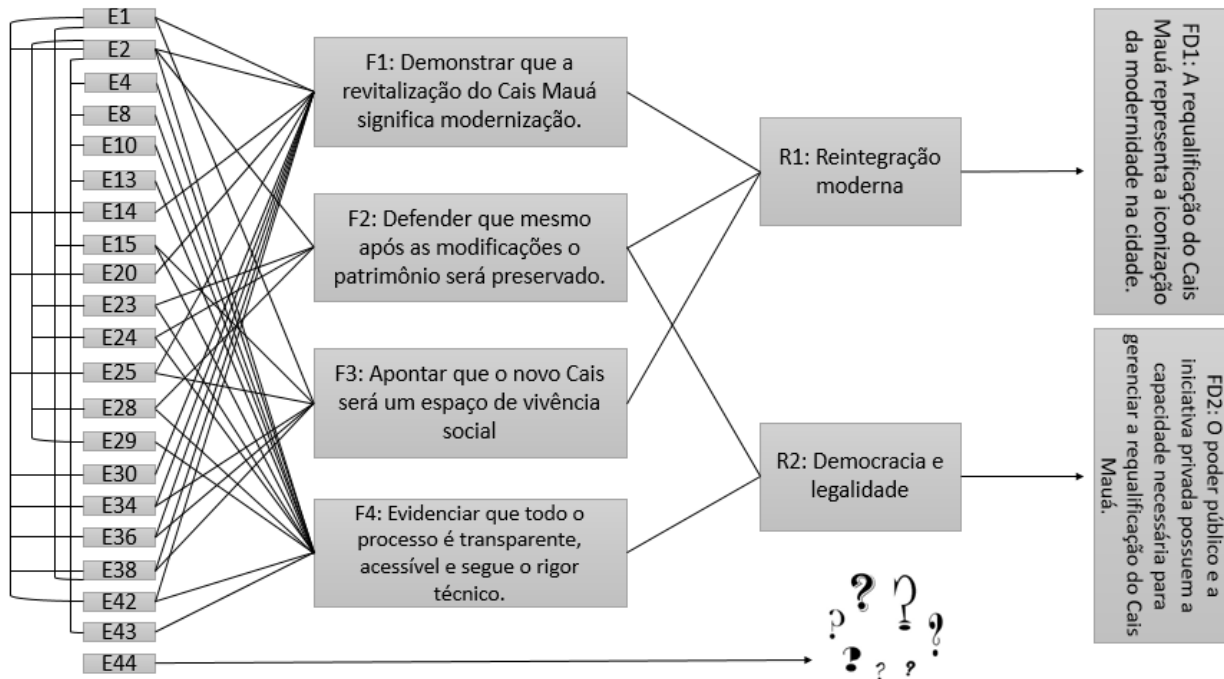 E1
E2
E4
E8
E10
E13
E14
E15
E20
E23
E24
E25
E28
E29
E30
E34
E36
E38
E42
E43
E44
F1: Demonstrar que a
revitalização do Cais Mauá
significa modernização.
F2: Defender que mesmo
após as modificações o
patrimônio será preservado.
F3: Apontar que o novo Cais
será um espaço de vivência
social
F4: Evidenciar que todo o
processo é transparente,
acessível e segue o rigor
técnico.
R1: Reintegração
moderna
R2: Democracia e
legalidade
? ? ? ? ? ? ?
FD1: A requalificação do Cais
Mauá representa a iconização
da modernidade na cidade.
FD2: O poder público e a
iniciativa privada possuem a
capacidade necessária para
gerenciar a requalificação do Cais
Mauá.